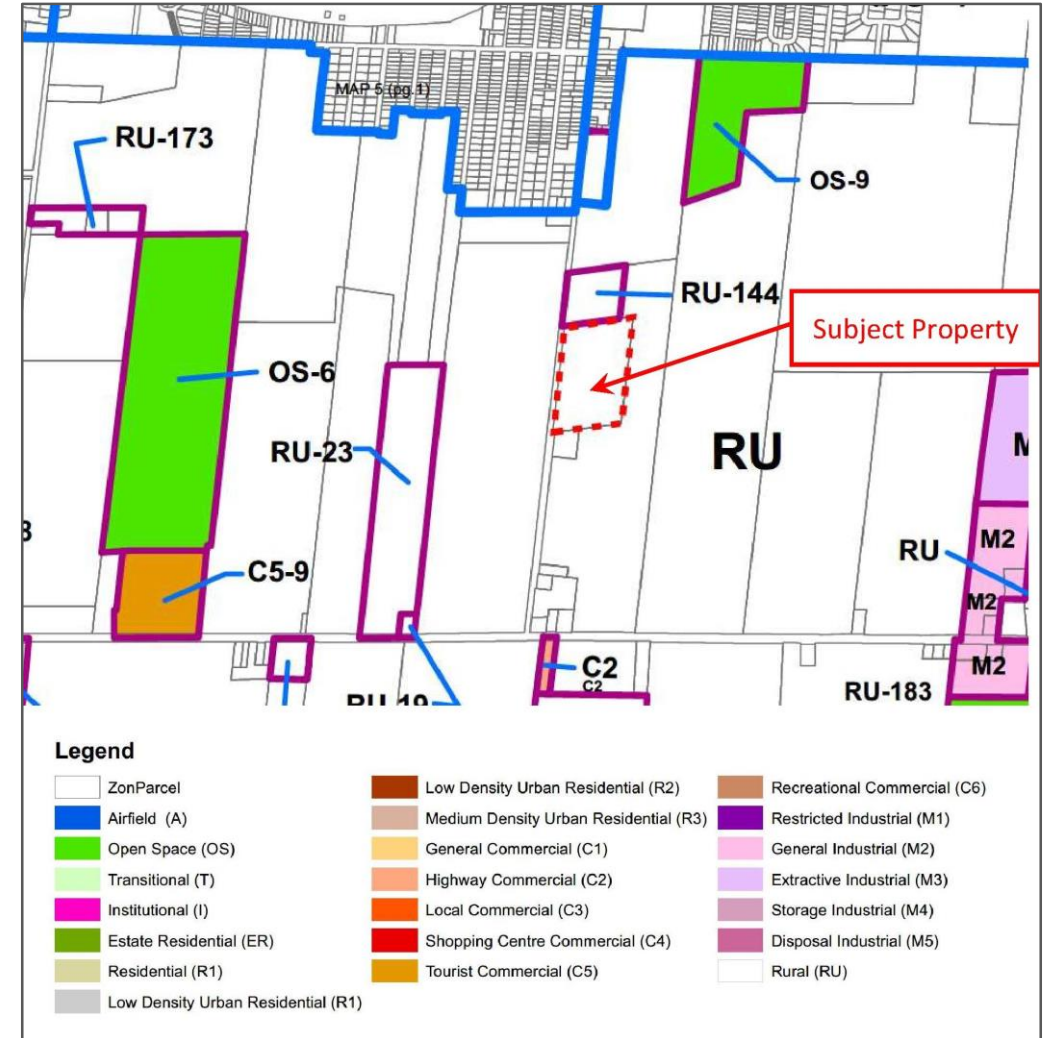 MAP 5 (pg.1)
RU-173
OS-9
RU-144
Subject Property
OS-6
RU-23
RU
M2
RU
C5-9
M2
C2
C2
M2
RU-183
Legend
ZonParcel
Airfield (A)
Open Space (OS)
Transitional (T)
Institutional (I)
Estate Residential (ER)
Residential (R1)
Low Density Urban Residential (R1)
Low Density Urban Residential (R2)
Medium Density Urban Residential (R3)
General Commercial (C1)
Highway Commercial (C2)
Local Commercial (C3)
Shopping Centre Commercial (C4)
Tourist Commercial (C5)
Recreational Commercial (C6)
Restricted Industrial (M1)
General Industrial (M2)
Extractive Industrial (M3)
Storage Industrial (M4)
Disposal Industrial (M5)
Rural (RU)